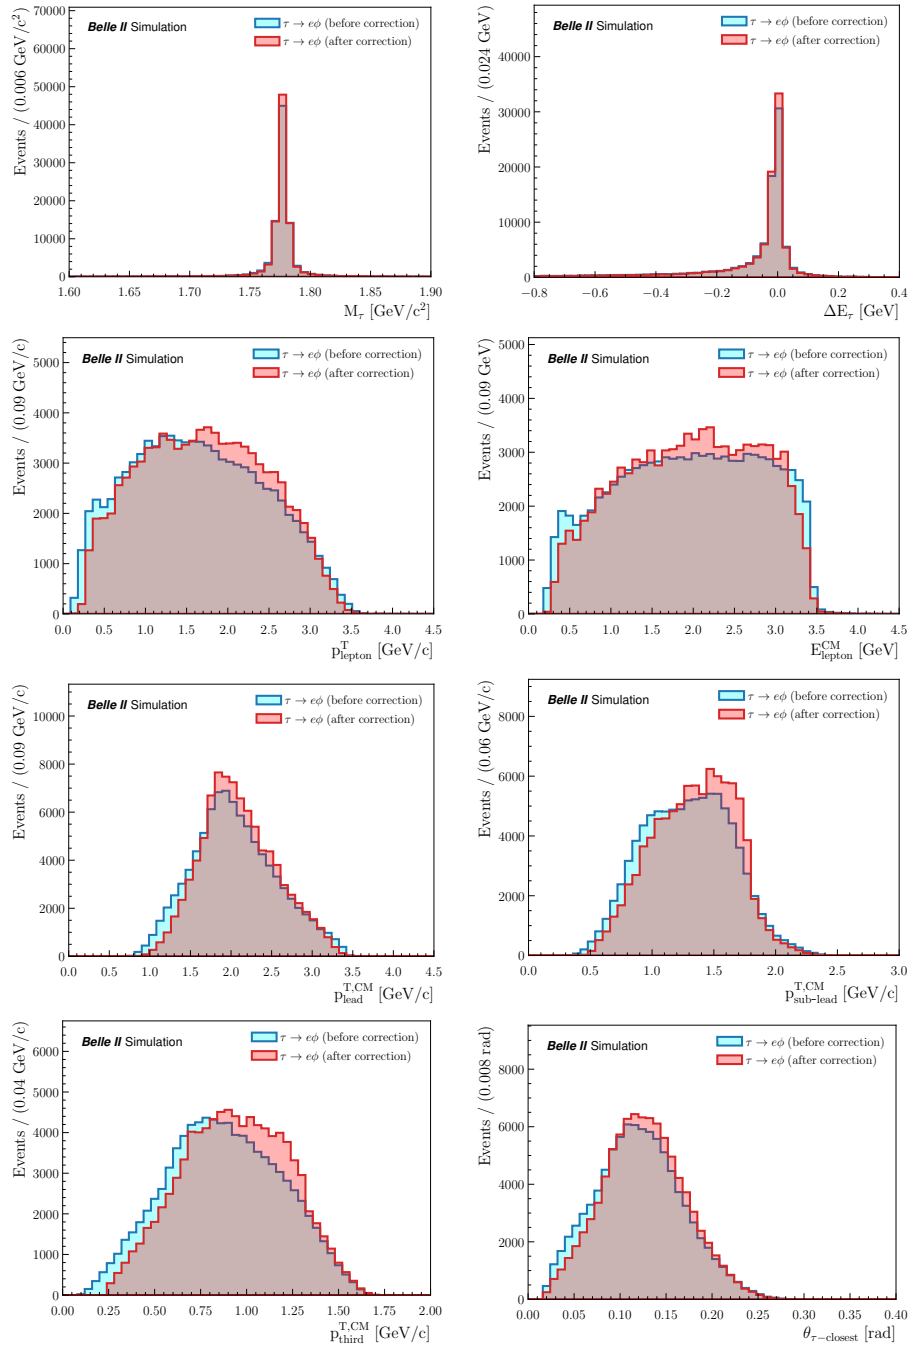 Events / (0.006 GeV/c²)
70000
60000
50000
40000
30000
20000
10000
0
Belle II Simulation
τ → eϕ (before correction)
τ → eϕ (after correction)
1.60 1.65 1.70 1.75 1.80 1.85 1.90
M_τ [GeV/c²]
Events / (0.024 GeV)
40000
30000
20000
10000
0
Belle II Simulation
τ → eϕ (before correction)
τ → eϕ (after correction)
−0.8 −0.6 −0.4 −0.2 0.0 0.2 0.4
ΔE_τ [GeV]
Events / (0.09 GeV/c)
5000
4000
3000
2000
1000
0
Belle II Simulation
τ → eϕ (before correction)
τ → eϕ (after correction)
0.0 0.5 1.0 1.5 2.0 2.5 3.0 3.5 4.0 4.5
p^T_lepton [GeV/c]
Events / (0.09 GeV)
5000
4000
3000
2000
1000
0
Belle II Simulation
τ → eϕ (before correction)
τ → eϕ (after correction)
0.0 0.5 1.0 1.5 2.0 2.5 3.0 3.5 4.0 4.5
E^CM_lepton [GeV]
Events / (0.09 GeV/c)
10000
8000
6000
4000
2000
0
Belle II Simulation
τ → eϕ (before correction)
τ → eϕ (after correction)
0.0 0.5 1.0 1.5 2.0 2.5 3.0 3.5 4.0 4.5
p^T,CM_lead [GeV/c]
Events / (0.06 GeV/c)
8000
6000
4000
2000
0
Belle II Simulation
τ → eϕ (before correction)
τ → eϕ (after correction)
0.0 0.5 1.0 1.5 2.0 2.5 3.0
p^T,CM_sub-lead [GeV/c]
Events / (0.04 GeV/c)
6000
5000
4000
3000
2000
1000
0
Belle II Simulation
τ → eϕ (before correction)
τ → eϕ (after correction)
0.00 0.25 0.50 0.75 1.00 1.25 1.50 1.75 2.00
p^T,CM_third [GeV/c]
Events / (0.008 rad)
8000
6000
4000
2000
0
Belle II Simulation
τ → eϕ (before correction)
τ → eϕ (after correction)
0.00 0.05 0.10 0.15 0.20 0.25 0.30 0.35 0.40
θ_τ−closest [rad]